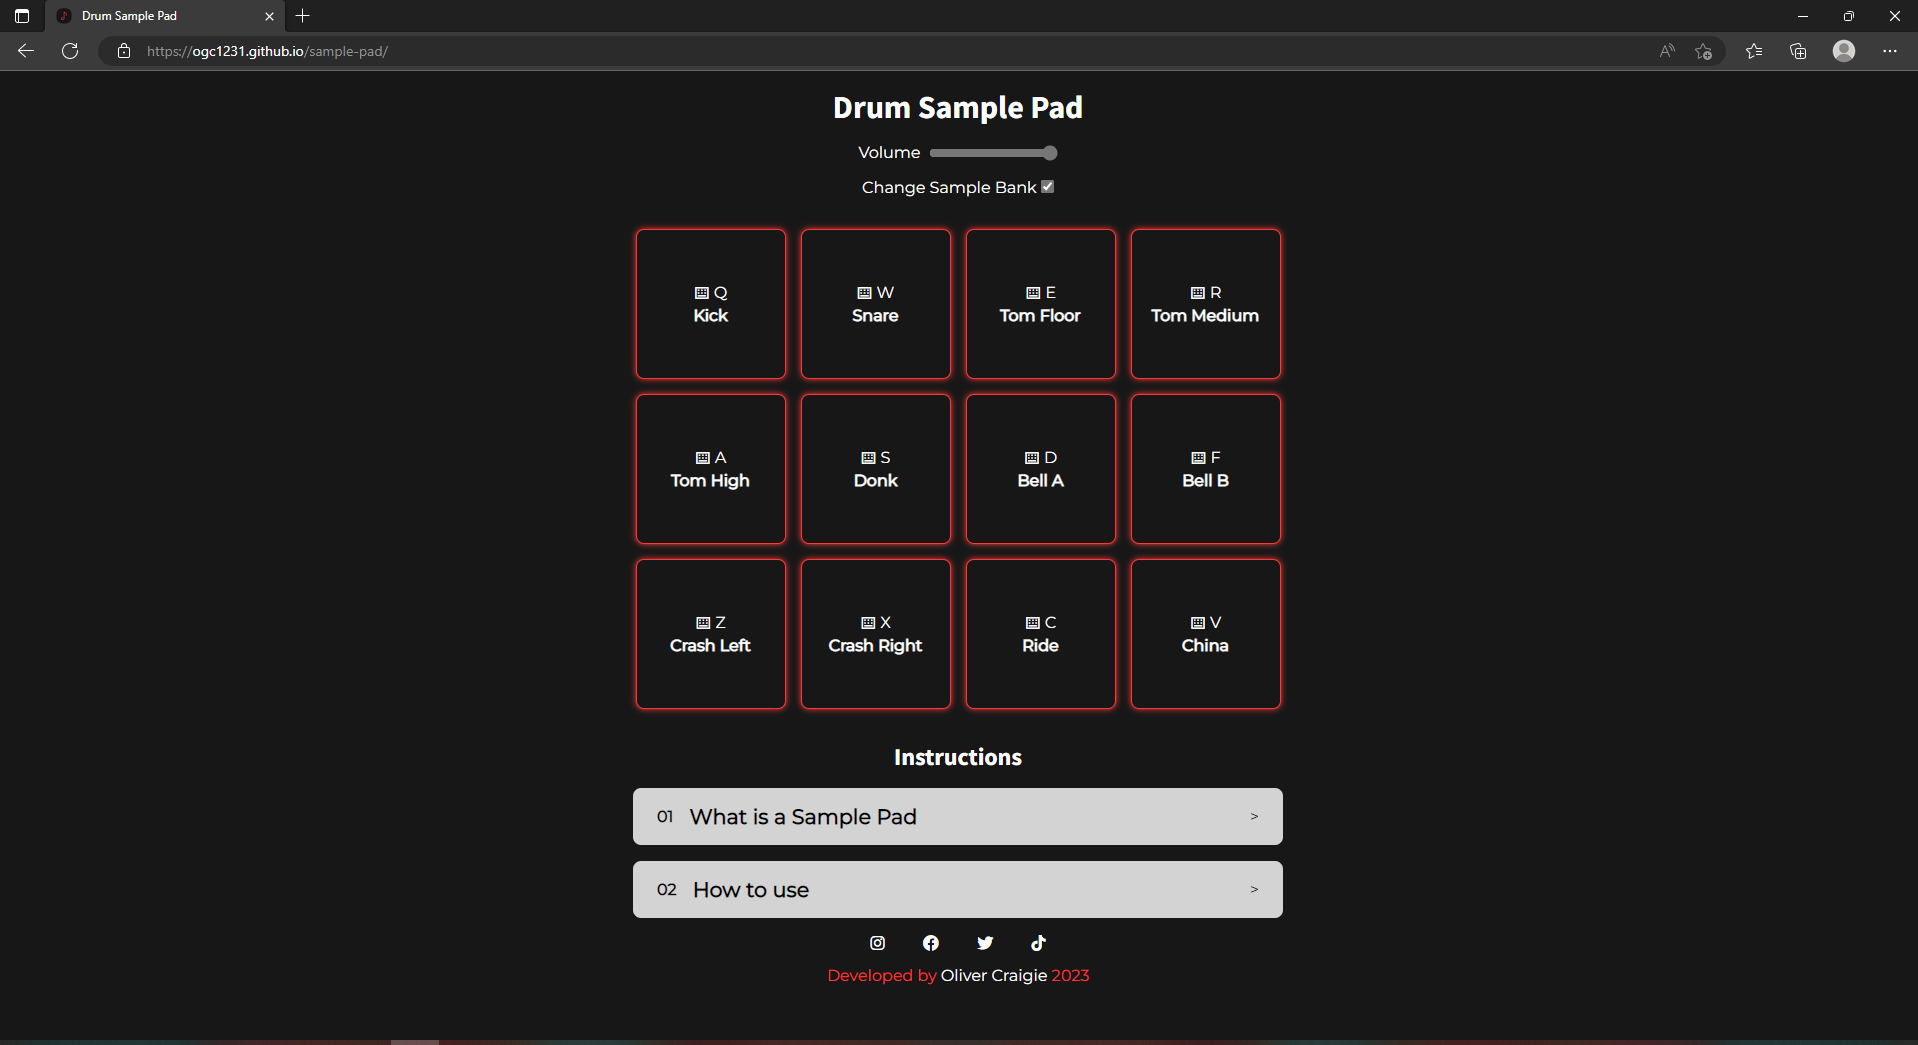 Drum Sample Pad
https://ogc1231.github.io/sample-pad/
Drum Sample Pad
Volume
Change Sample Bank
Q
Kick
W
Snare
E
Tom Floor
R
Tom Medium
A
Tom High
S
Donk
D
Bell A
F
Bell B
Z
Crash Left
X
Crash Right
C
Ride
V
China
Instructions
01 What is a Sample Pad >
02 How to use >
Developed by Oliver Craigie 2023